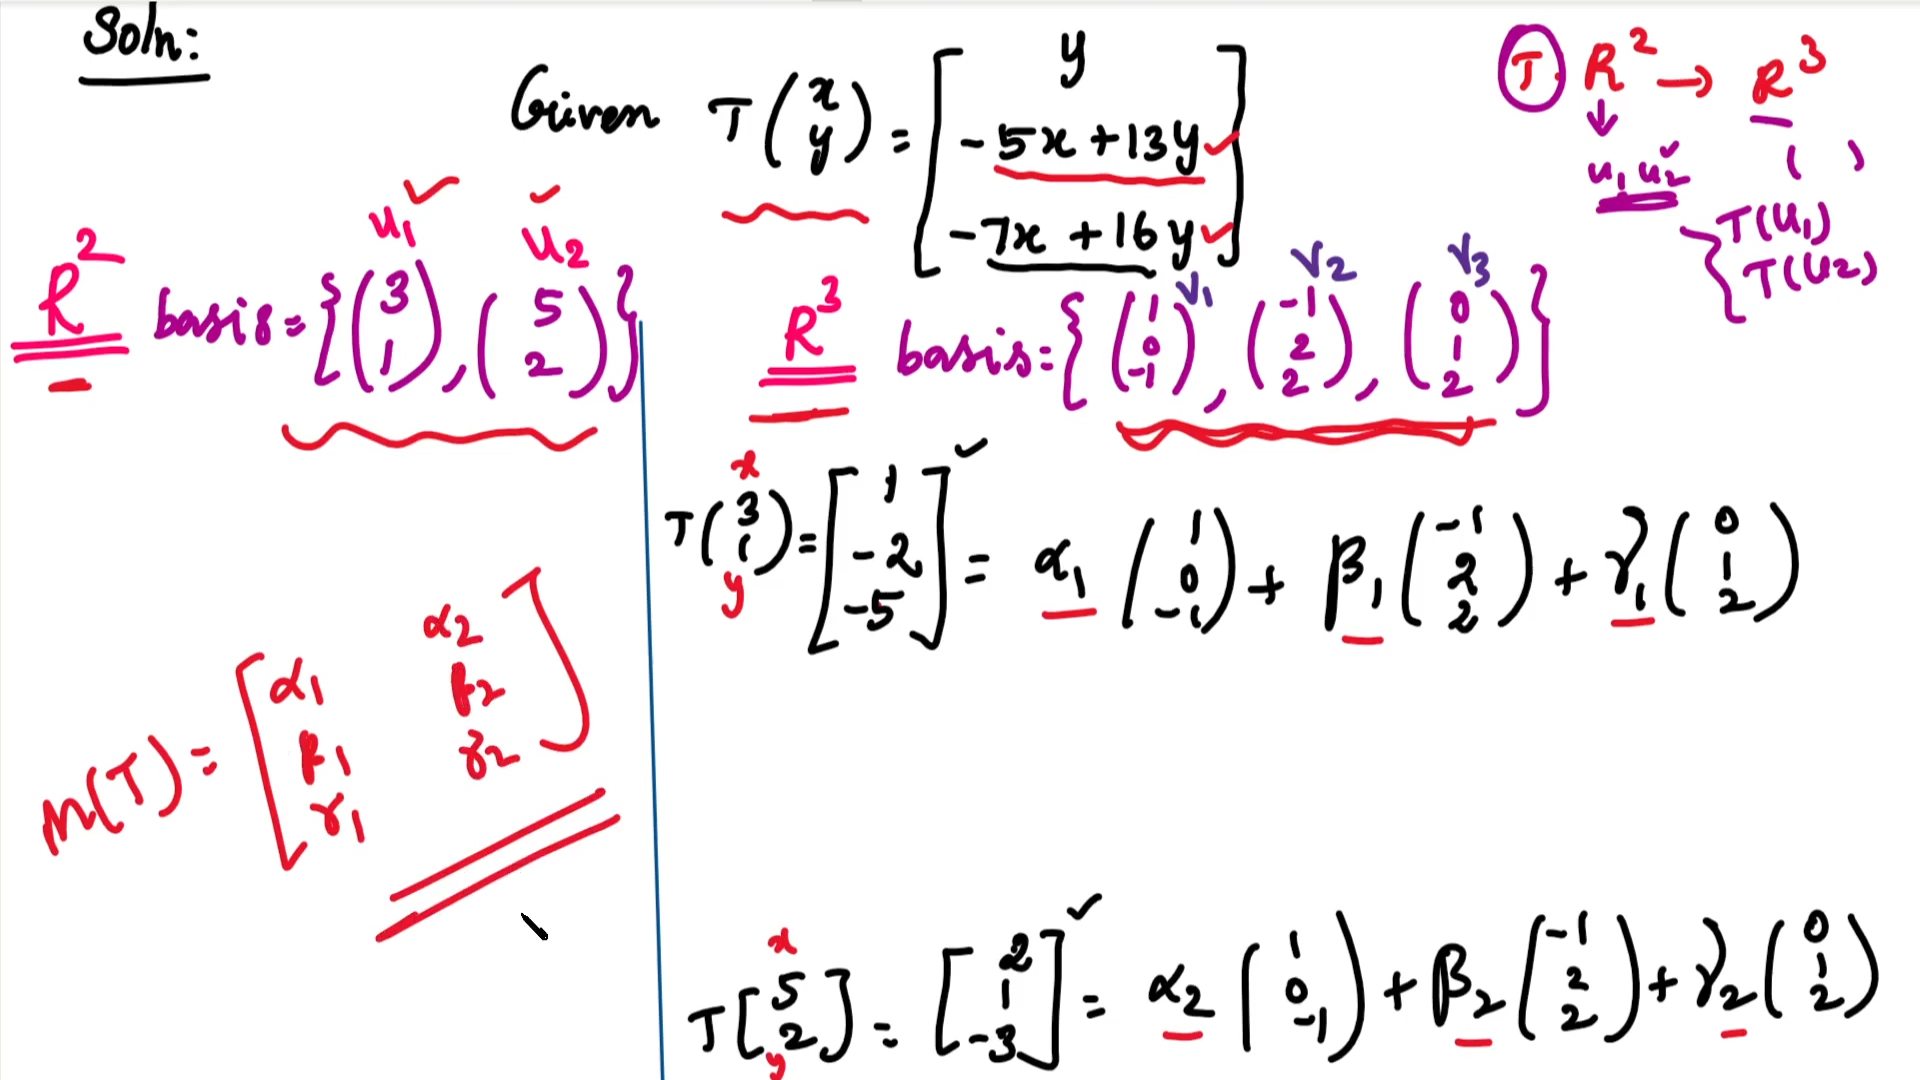 Soln:
Given T(x y) = [y
-5x+13y
-7x+16y]
T: R² → R³
u₁ u₂ ( )
T(u₁)
T(u₂)
u₁ u₂
R² basis = {(3 1), (5 2)}
v₁ v₂ v₃
R³ basis = {(1 0 -1), (-1 2 2), (0 1 2)}
x
T(3 1) = [1 -2 -5] = α₁(1 0 -1) + β₁(-1 2 2) + γ₁(0 1 2)
y
M(T) = [α₁ α₂
β₁ β₂
γ₁ γ₂]
x
T[5 2] = [2 1 -3] = α₂(1 0 -1) + β₂(-1 2 2) + γ₂(0 1 2)
y